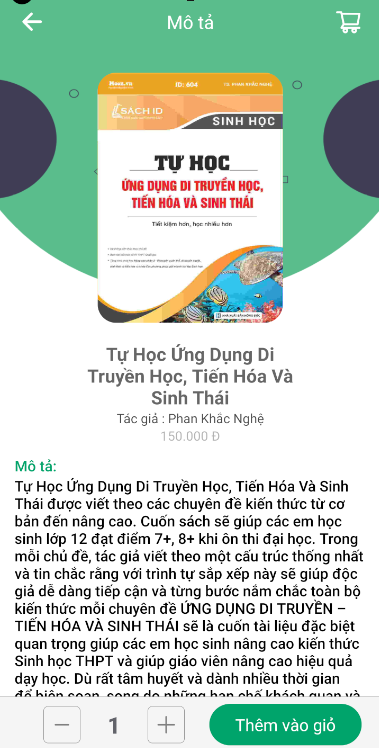 Mô tả
ID: 604
TS. PHAN KHẮC NGHỆ
SÁCH ID
SINH HỌC
TỰ HỌC
ỨNG DỤNG DI TRUYỀN HỌC,
TIẾN HÓA VÀ SINH THÁI
Tiết kiệm hơn, học nhiều hơn
Tự Học Ứng Dụng Di
Truyền Học, Tiến Hóa Và
Sinh Thái
Tác giả : Phan Khắc Nghệ
150.000 Đ
Mô tả:
Tự Học Ứng Dụng Di Truyền Học, Tiến Hóa Và Sinh
Thái được viết theo các chuyên đề kiến thức từ cơ
bản đến nâng cao. Cuốn sách sẽ giúp các em học
sinh lớp 12 đạt điểm 7+, 8+ khi ôn thi đại học. Trong
mỗi chủ đề, tác giả viết theo một cấu trúc thống nhất
và tin chắc rằng với trình tự sắp xếp này sẽ giúp độc
giả dễ dàng tiếp cận và từng bước nắm chắc toàn bộ
kiến thức mỗi chuyên đề ỨNG DỤNG DI TRUYỀN –
TIẾN HÓA VÀ SINH THÁI sẽ là cuốn tài liệu đặc biệt
quan trọng giúp các em học sinh nâng cao kiến thức
Sinh học THPT và giúp giáo viên nâng cao hiệu quả
dạy học. Dù rất tâm huyết và dành nhiều thời gian
để biên soạn, song do những hạn chế khách quan và
1
Thêm vào giỏ